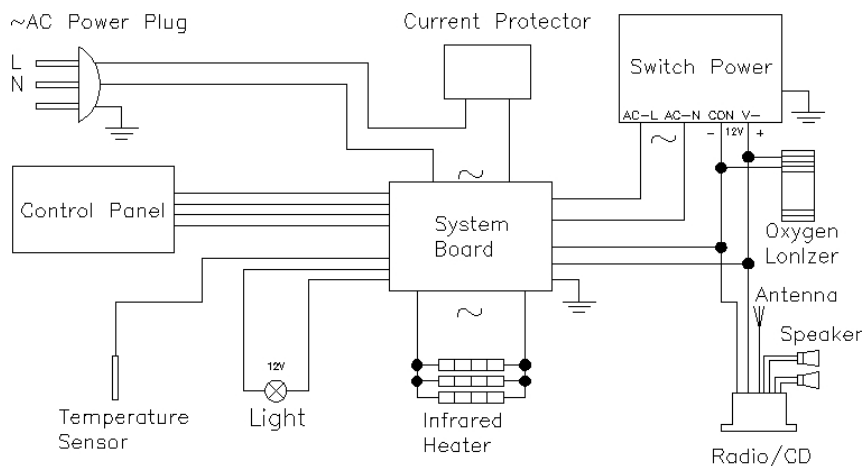 ~AC Power Plug
L
N
Current Protector
Switch Power
AC-L AC-N CON V-
- 12V +
Control Panel
System
Board
Oxygen
LonIzer
Antenna
Speaker
12V
Light
Temperature
Sensor
Infrared
Heater
Radio/CD